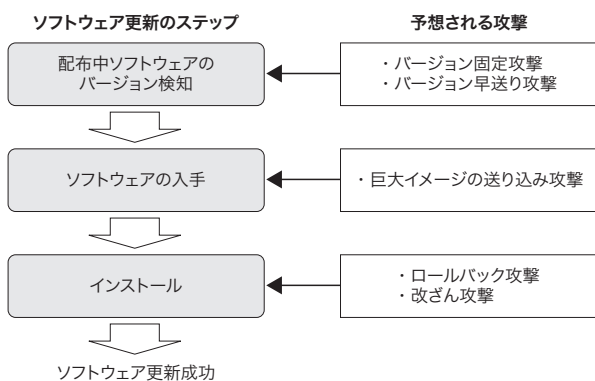 ソフトウェア更新のステップ
予想される攻撃
配布中ソフトウェアの
バージョン検知
・バージョン固定攻撃
・バージョン早送り攻撃
ソフトウェアの入手
・巨大イメージの送り込み攻撃
インストール
・ロールバック攻撃
・改ざん攻撃
ソフトウェア更新成功